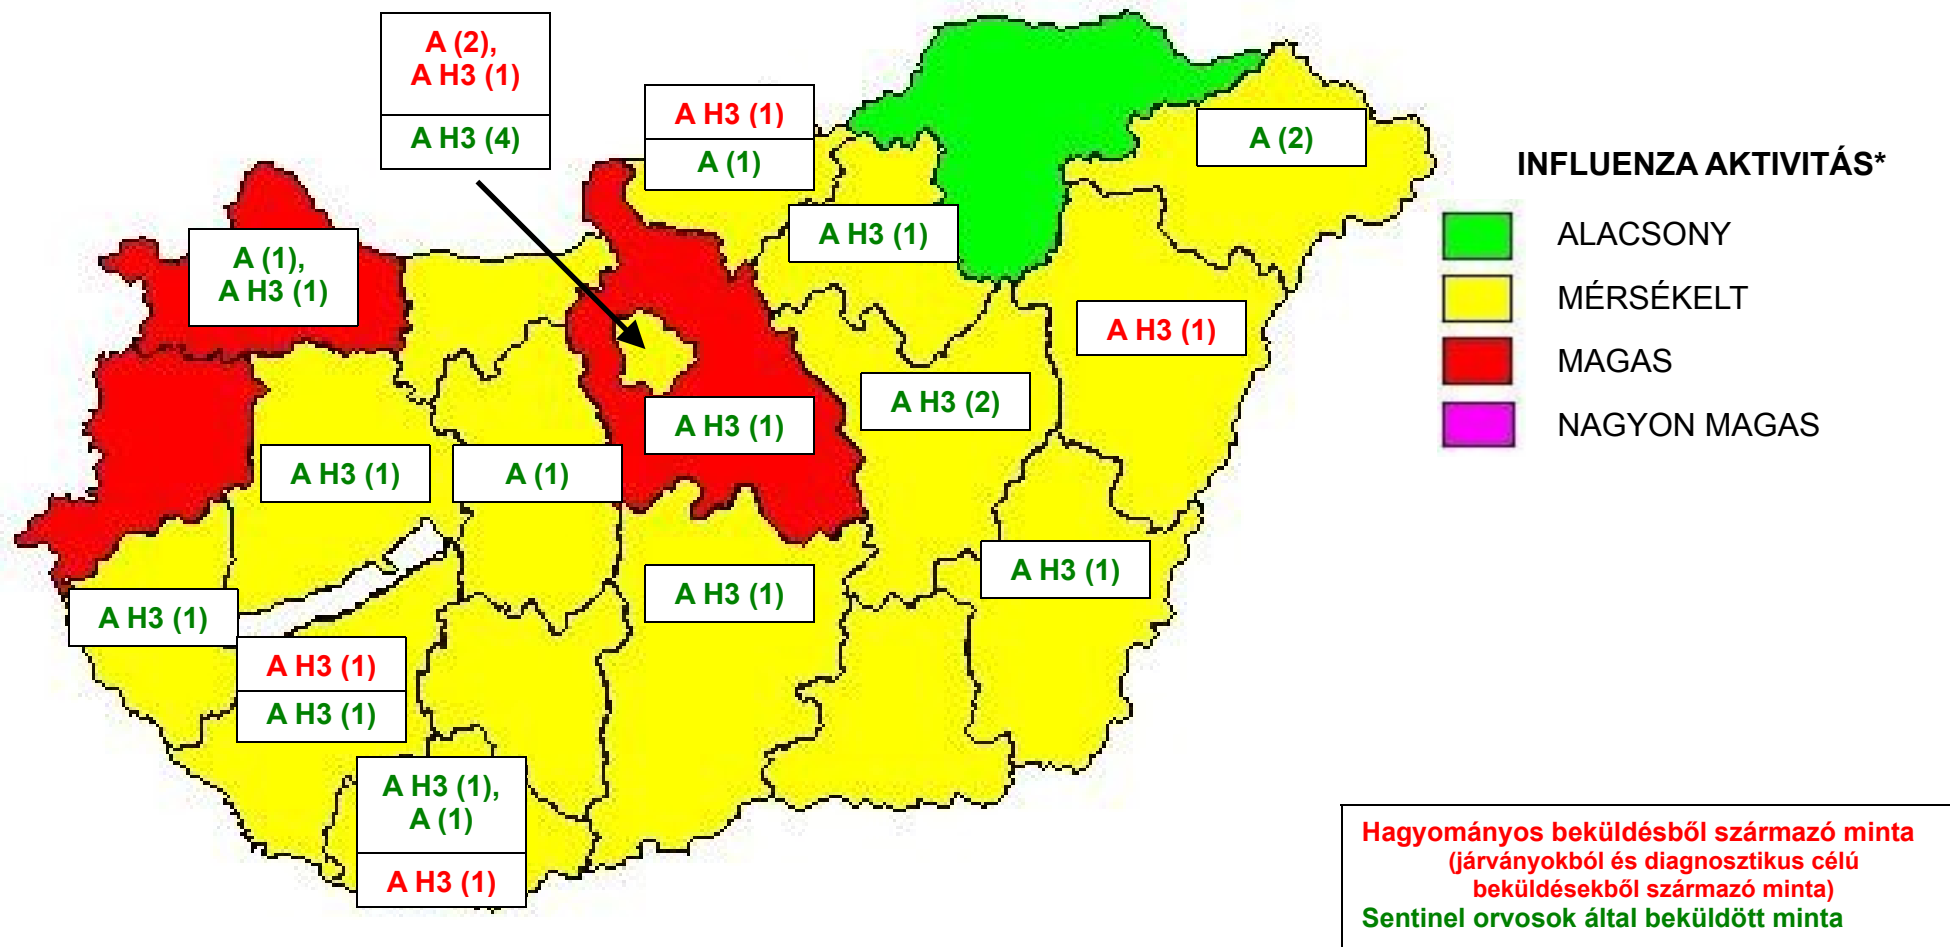 A (2),
A H3 (1)
A H3 (4)
A H3 (1)
A (1)
A (2)
INFLUENZA AKTIVITÁS*
ALACSONY
MÉRSÉKELT
MAGAS
NAGYON MAGAS
A H3 (1)
A (1),
A H3 (1)
A H3 (1)
A H3 (2)
A H3 (1)
A H3 (1)
A (1)
A H3 (1)
A H3 (1)
A H3 (1)
A H3 (1)
A H3 (1)
A H3 (1),
A (1)
A H3 (1)
Hagyományos beküldésből származó minta
(járványokból és diagnosztikus célú
beküldésekből származó minta)
Sentinel orvosok által beküldött minta